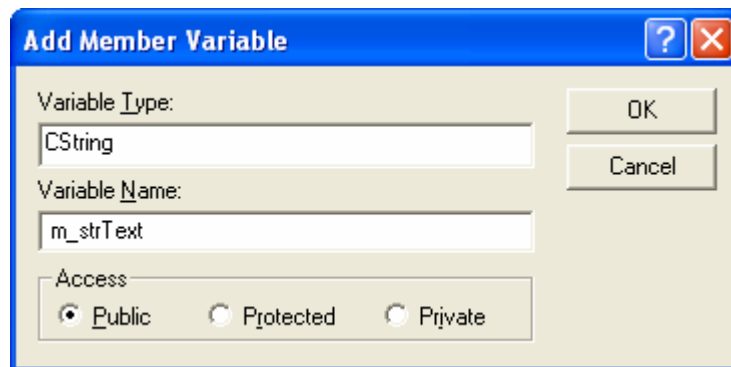 Add Member Variable
Variable Type:
OK
CString
Cancel
Variable Name:
m_strText
Access
Public Protected Private